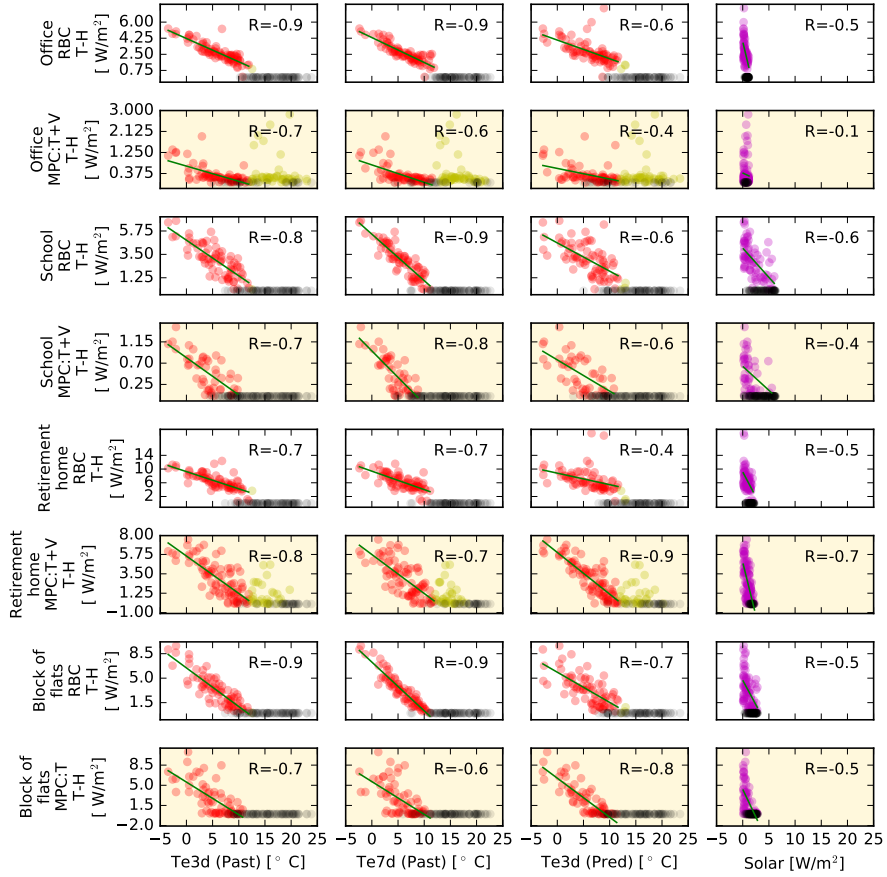 Office
RBC
T-H
[ W/m²]
6.00
4.25
2.50
0.75
R=-0.9
R=-0.9
R=-0.6
R=-0.5
Office
MPC:T+V
T-H
[ W/m²]
3.000
2.125
1.250
0.375
R=-0.7
R=-0.6
R=-0.4
R=-0.1
School
RBC
T-H
[ W/m²]
5.75
3.50
1.25
R=-0.8
R=-0.9
R=-0.6
R=-0.6
School
MPC:T+V
T-H
[ W/m²]
1.15
0.70
0.25
R=-0.7
R=-0.8
R=-0.6
R=-0.4
Retirement
home
RBC
T-H
[ W/m²]
14
10
6
2
R=-0.7
R=-0.7
R=-0.4
R=-0.5
Retirement
home
MPC:T+V
T-H
[ W/m²]
8.00
5.75
3.50
1.25
−1.00
R=-0.8
R=-0.7
R=-0.9
R=-0.7
Block of
flats
RBC
T-H
[ W/m²]
8.5
5.0
1.5
R=-0.9
R=-0.9
R=-0.7
R=-0.5
Block of
flats
MPC:T
T-H
[ W/m²]
8.5
5.0
1.5
−2.0
R=-0.7
R=-0.6
R=-0.8
R=-0.5
−5 0 5 10 15 20 25
−5 0 5 10 15 20 25
−5 0 5 10 15 20 25
−5 0 5 10 15 20 25
Te3d (Past) [° C]
Te7d (Past) [° C]
Te3d (Pred) [° C]
Solar [W/m²]